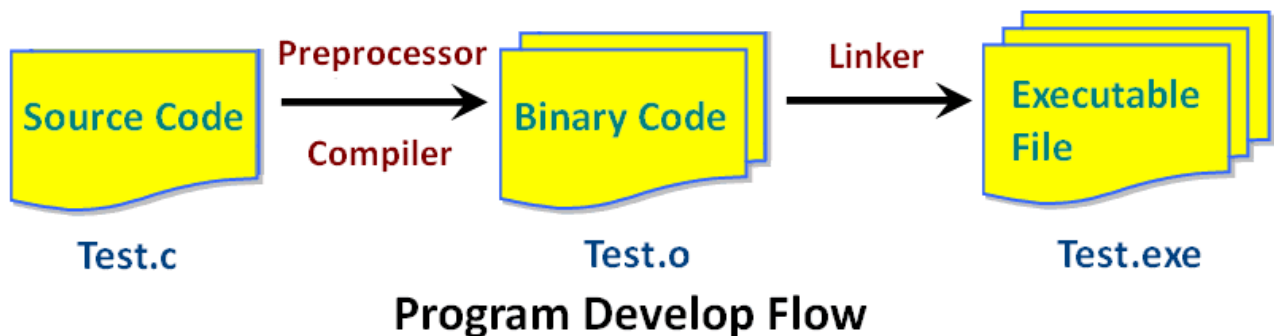 Source Code
Preprocessor
Compiler
Binary Code
Linker
Executable
File
Test.c
Test.o
Test.exe
Program Develop Flow